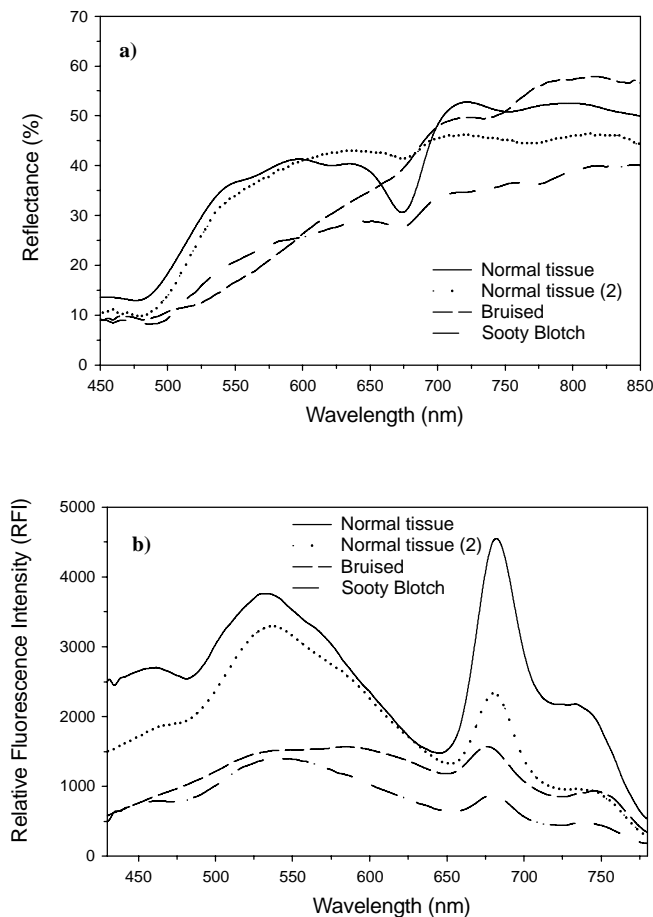 70
a)
60
50
40
30
20
10
0
Reflectance (%)
Normal tissue
Normal tissue (2)
Bruised
Sooty Blotch
450 500 550 600 650 700 750 800 850
Wavelength (nm)
5000
b)
4000
3000
2000
1000
0
Relative Fluorescence Intensity (RFI)
Normal tissue
Normal tissue (2)
Bruised
Sooty Blotch
450 500 550 600 650 700 750
Wavelength (nm)